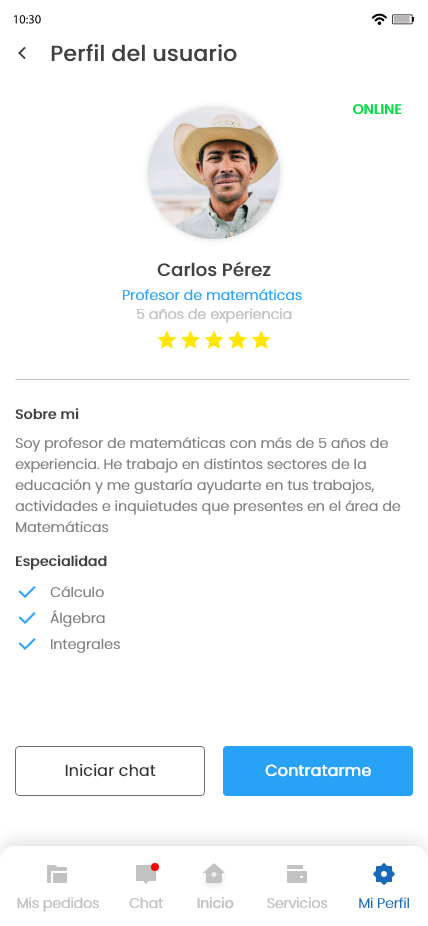 10:30
Perfil del usuario
ONLINE
Carlos Pérez
Profesor de matemáticas
5 años de experiencia
Sobre mi
Soy profesor de matemáticas con más de 5 años de
experiencia. He trabajo en distintos sectores de la
educación y me gustaría ayudarte en tus trabajos,
actividades e inquietudes que presentes en el área de
Matemáticas
Especialidad
Cálculo
Álgebra
Integrales
Iniciar chat
Contratarme
Mis pedidos
Chat
Inicio
Servicios
Mi Perfil